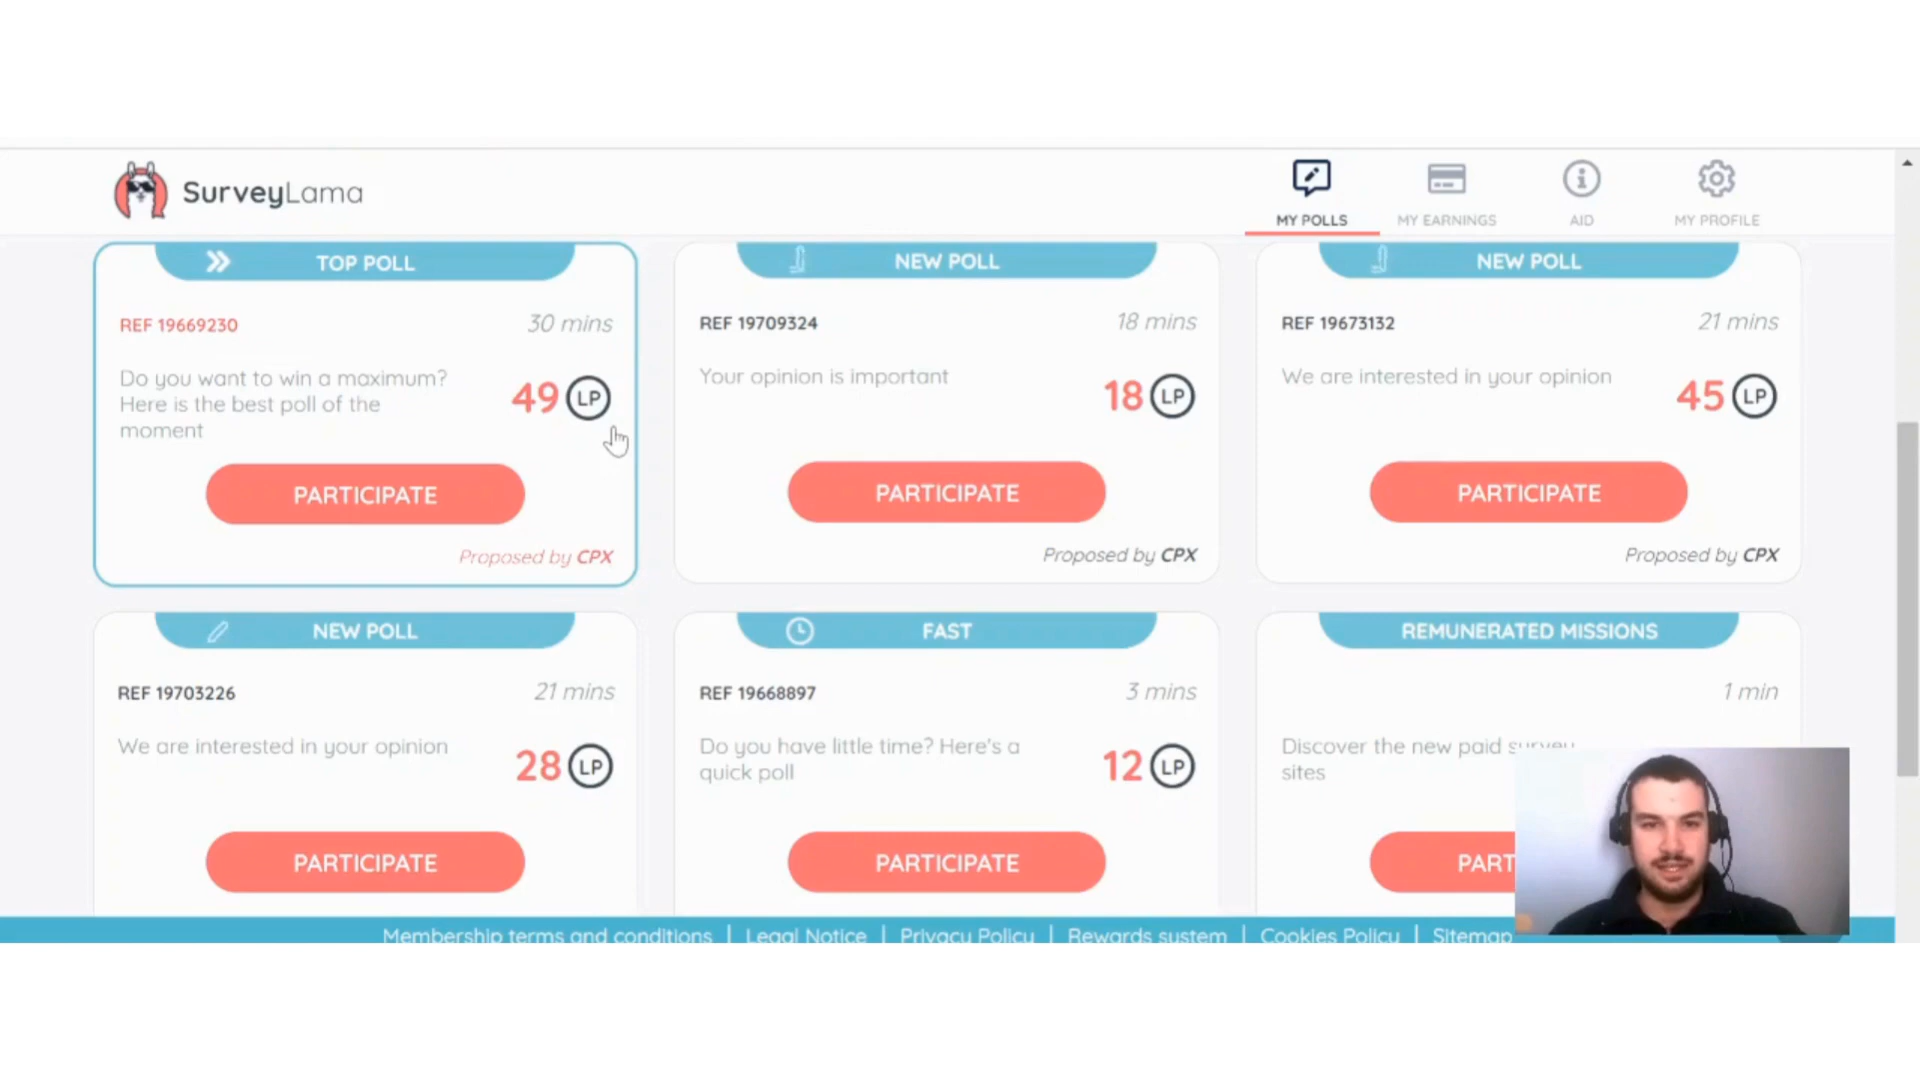 SurveyLama
MY POLLS
MY EARNINGS
AID
MY PROFILE
TOP POLL
REF 19669230
30 mins
Do you want to win a maximum?
Here is the best poll of the
moment
49 LP
PARTICIPATE
Proposed by CPX
NEW POLL
REF 19709324
18 mins
Your opinion is important
18 LP
PARTICIPATE
Proposed by CPX
NEW POLL
REF 19673132
21 mins
We are interested in your opinion
45 LP
PARTICIPATE
Proposed by CPX
NEW POLL
REF 19703226
21 mins
We are interested in your opinion
28 LP
PARTICIPATE
FAST
REF 19668897
3 mins
Do you have little time? Here's a
quick poll
12 LP
PARTICIPATE
REMUNERATED MISSIONS
1 min
Discover the new paid survey
sites
PART
Membership terms and conditions | Legal Notice | Privacy Policy | Rewards system | Cookies Policy | Sitemap